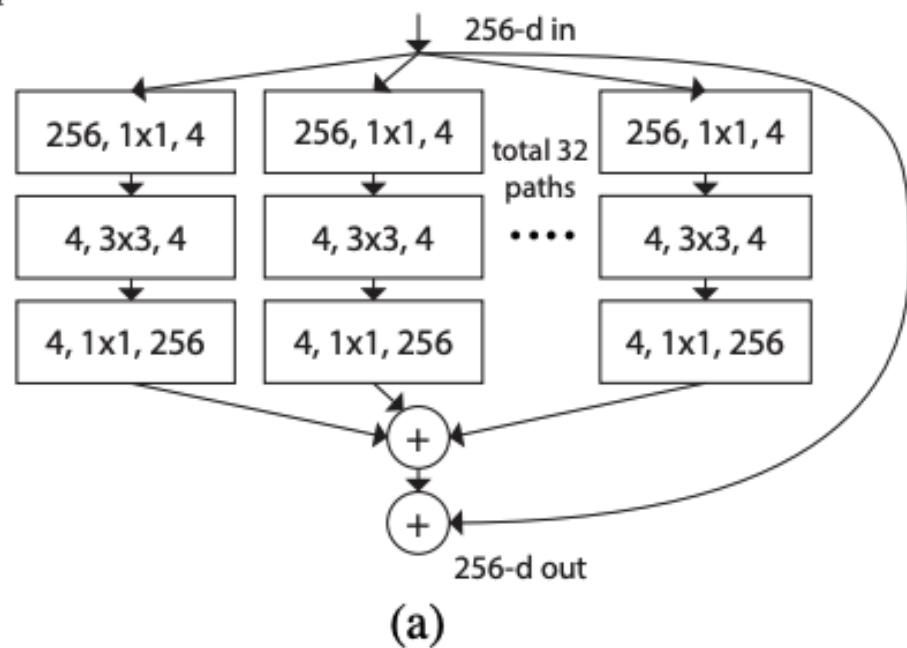 256-d in
256, 1x1, 4
256, 1x1, 4
256, 1x1, 4
total 32
paths
4, 3x3, 4
4, 3x3, 4
....
4, 3x3, 4
4, 1x1, 256
4, 1x1, 256
4, 1x1, 256
+
+
256-d out
(a)